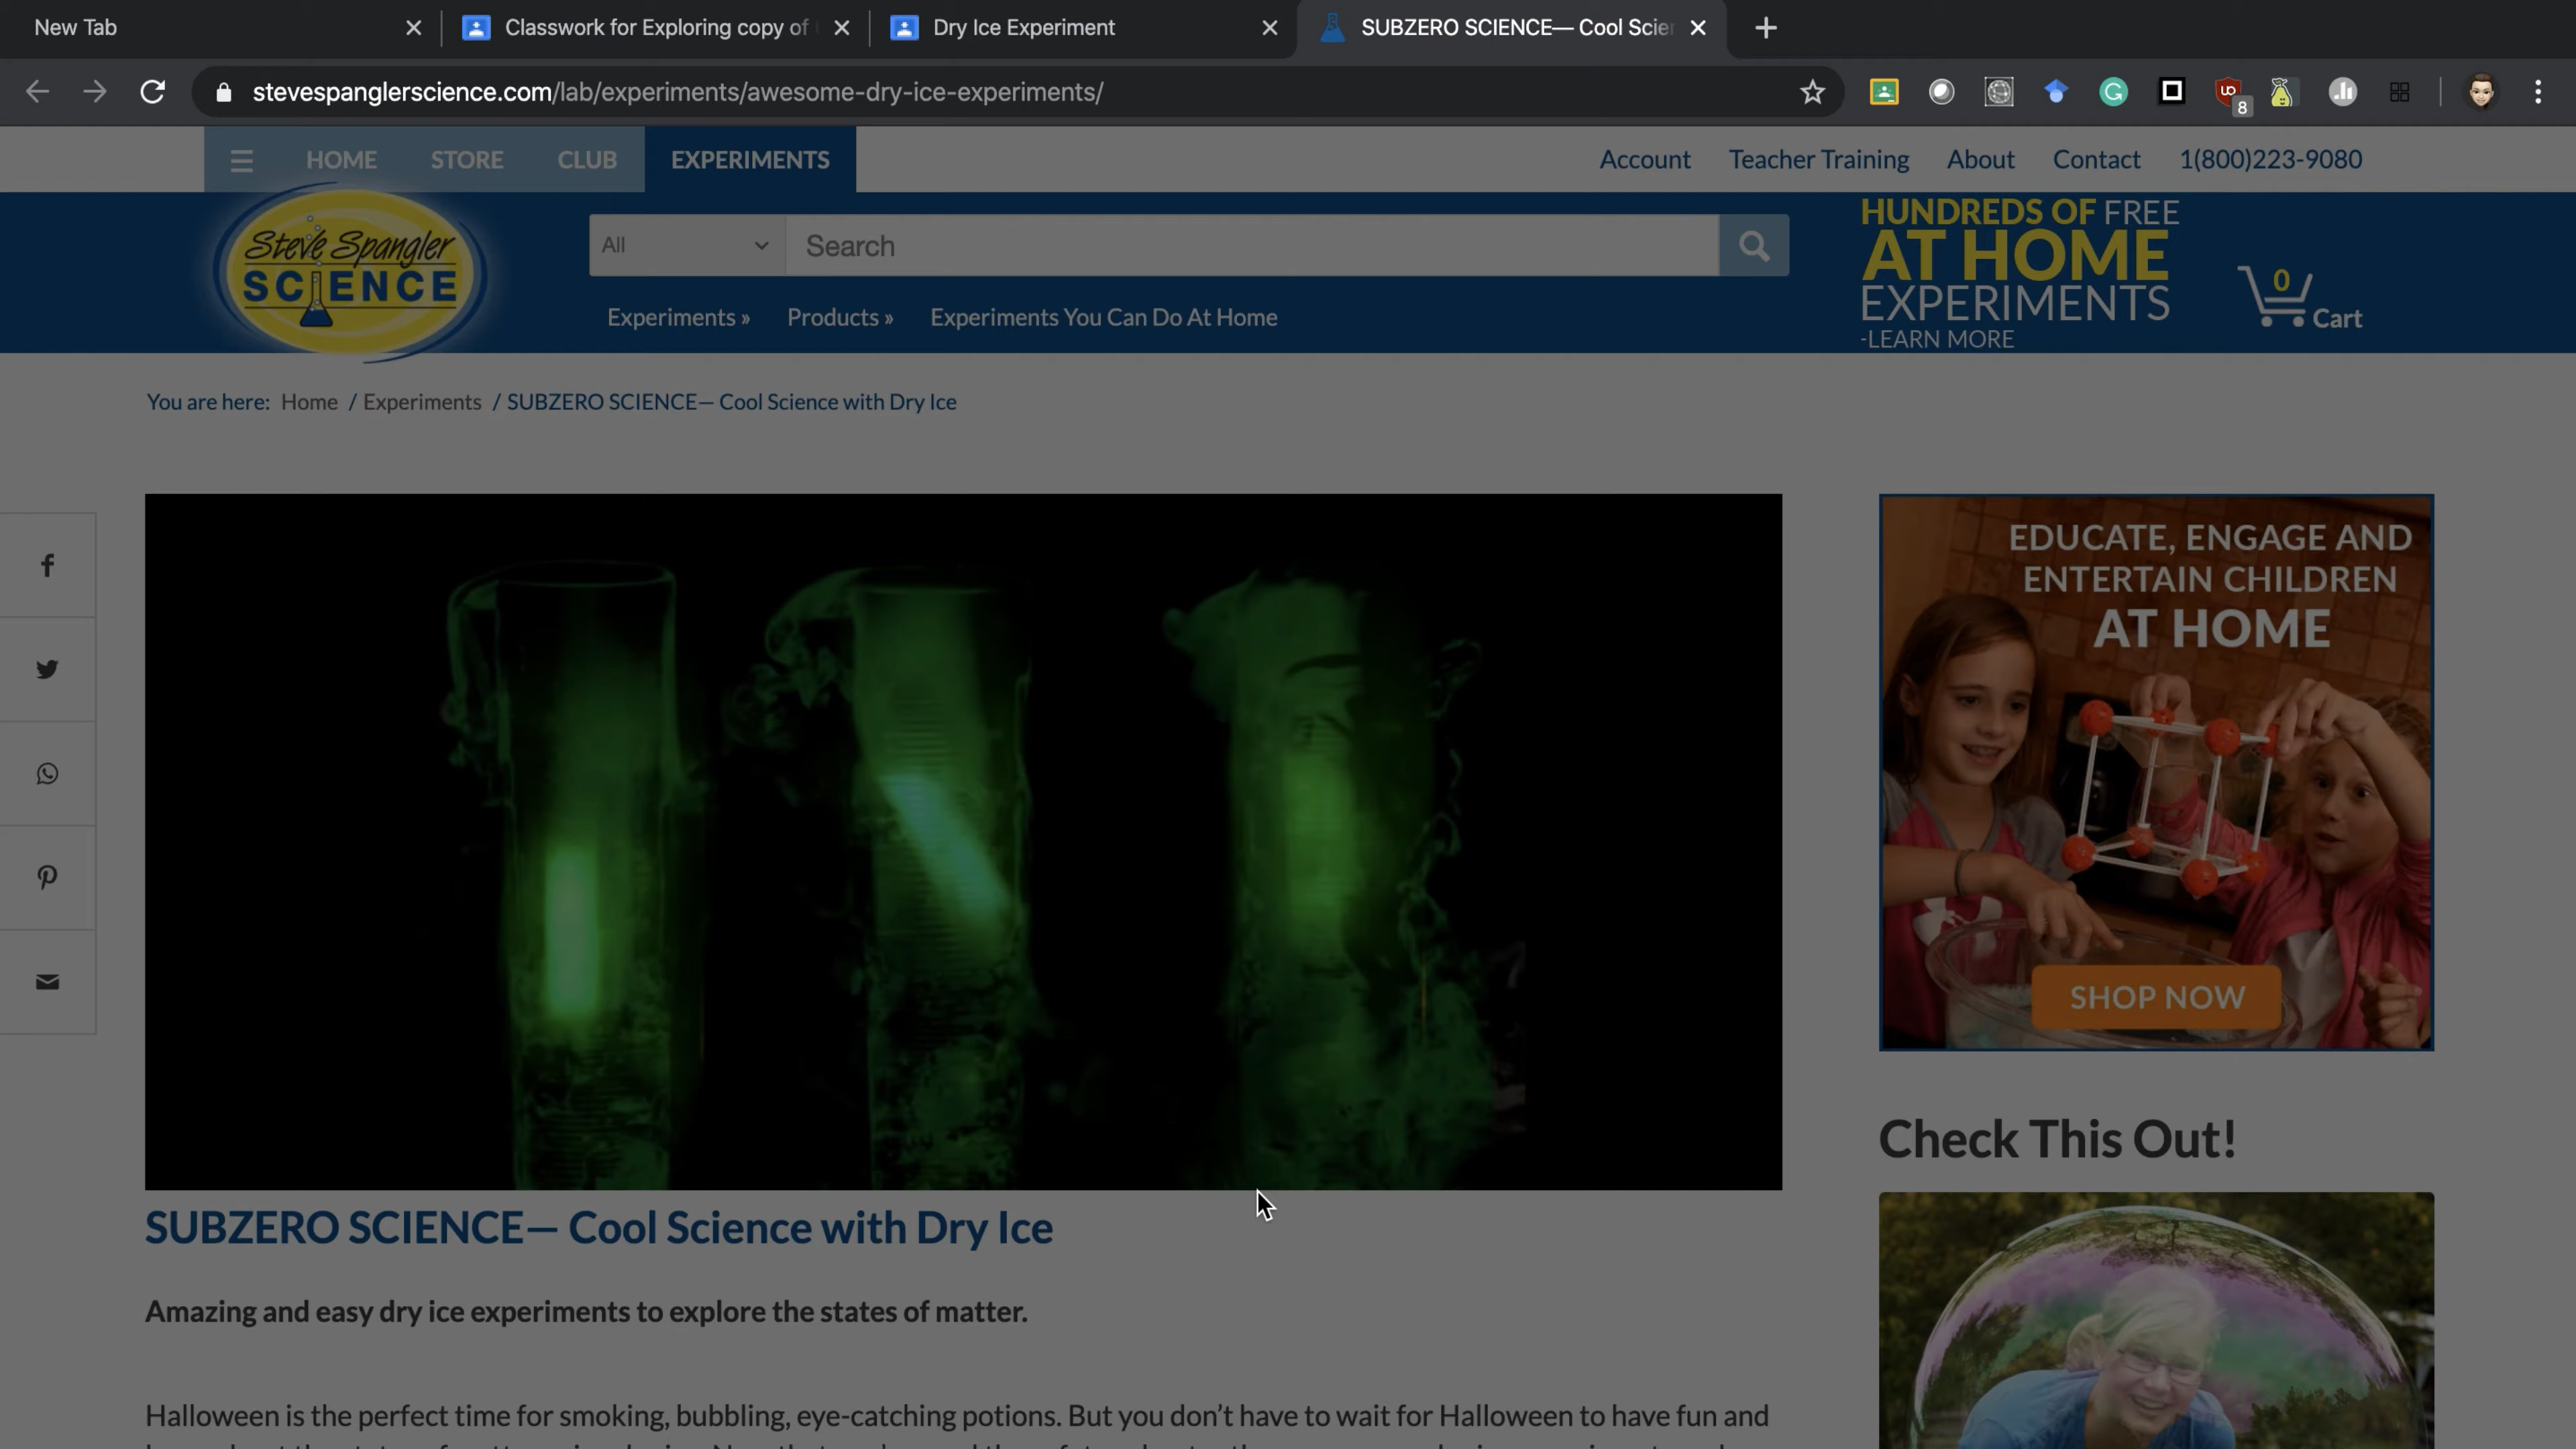 New Tab
Classwork for Exploring copy of
Dry Ice Experiment
SUBZERO SCIENCE— Cool Scien
stevespanglerscience.com/lab/experiments/awesome-dry-ice-experiments/
8
HOME
STORE
CLUB
EXPERIMENTS
Account
Teacher Training
About
Contact
1(800)223-9080
Steve Spangler
SCIENCE
All
Search
HUNDREDS OF FREE
AT HOME
EXPERIMENTS
-LEARN MORE
0
Cart
Experiments »
Products »
Experiments You Can Do At Home
You are here: Home / Experiments / SUBZERO SCIENCE— Cool Science with Dry Ice
EDUCATE, ENGAGE AND
ENTERTAIN CHILDREN
AT HOME
SHOP NOW
Check This Out!
SUBZERO SCIENCE— Cool Science with Dry Ice
Amazing and easy dry ice experiments to explore the states of matter.
Halloween is the perfect time for smoking, bubbling, eye-catching potions. But you don't have to wait for Halloween to have fun and